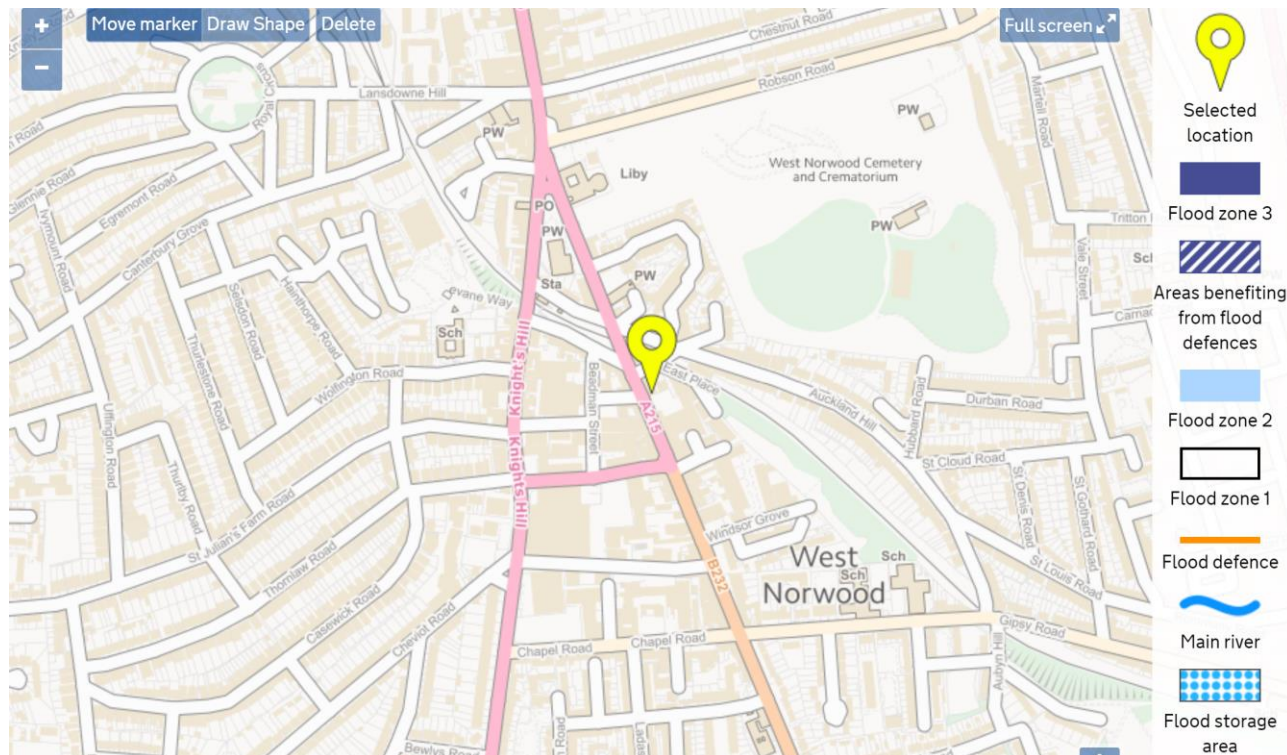 +
−
Move marker
Draw Shape
Delete
Full screen
Chestnut Road
Robson Road
Lansdowne Hill
Royal Circus
PW
PW
West Norwood Cemetery
and Crematorium
Martell Road
Glennie Road
Egremont Road
Ivymount Road
Canterbury Grove
Liby
PO
PW
PW
PW
Sta
Tritton
Vale Street
Selsdon Road
Hainthorpe Road
Thurlestone Road
evane Way
Sch
Wolfington Road
Knight's Hill
Knights Hill
Beadman Street
A215
East Place
Auckland Hill
Hubbard Road
Durban Road
Uffington Road
Thurlby Road
St Cloud Road
St Denis Road
St Gothard Road
St Julian's Farm Road
Thornlaw Road
Casewick Road
Cheviot Road
Windsor Grove
B232
West
Norwood
Sch
Sch
St Louis Road
Gipsy Road
Chapel Road
Chapel Road
Aubyn Hill
Bewlys Road
Selected
location
Flood zone 3
Areas benefiting
from flood
defences
Flood zone 2
Flood zone 1
Flood defence
Main river
Flood storage
area